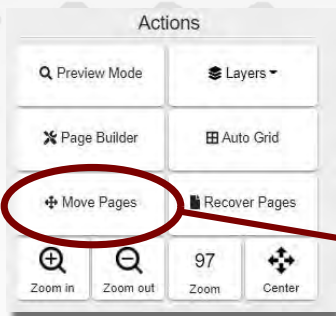 Actions
Preview Mode Layers
Page Builder Auto Grid
Move Pages Recover Pages
97
Zoom in Zoom out Zoom Center